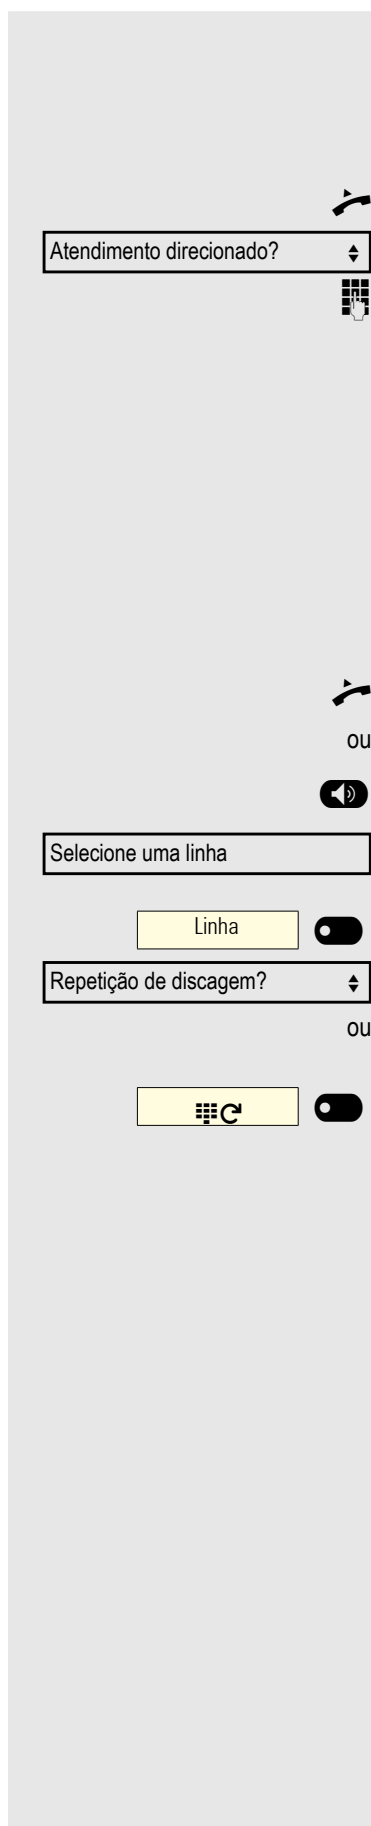 Atendimento direcionado?
ou
Selecione uma linha
Linha
Repetição de discagem?
ou